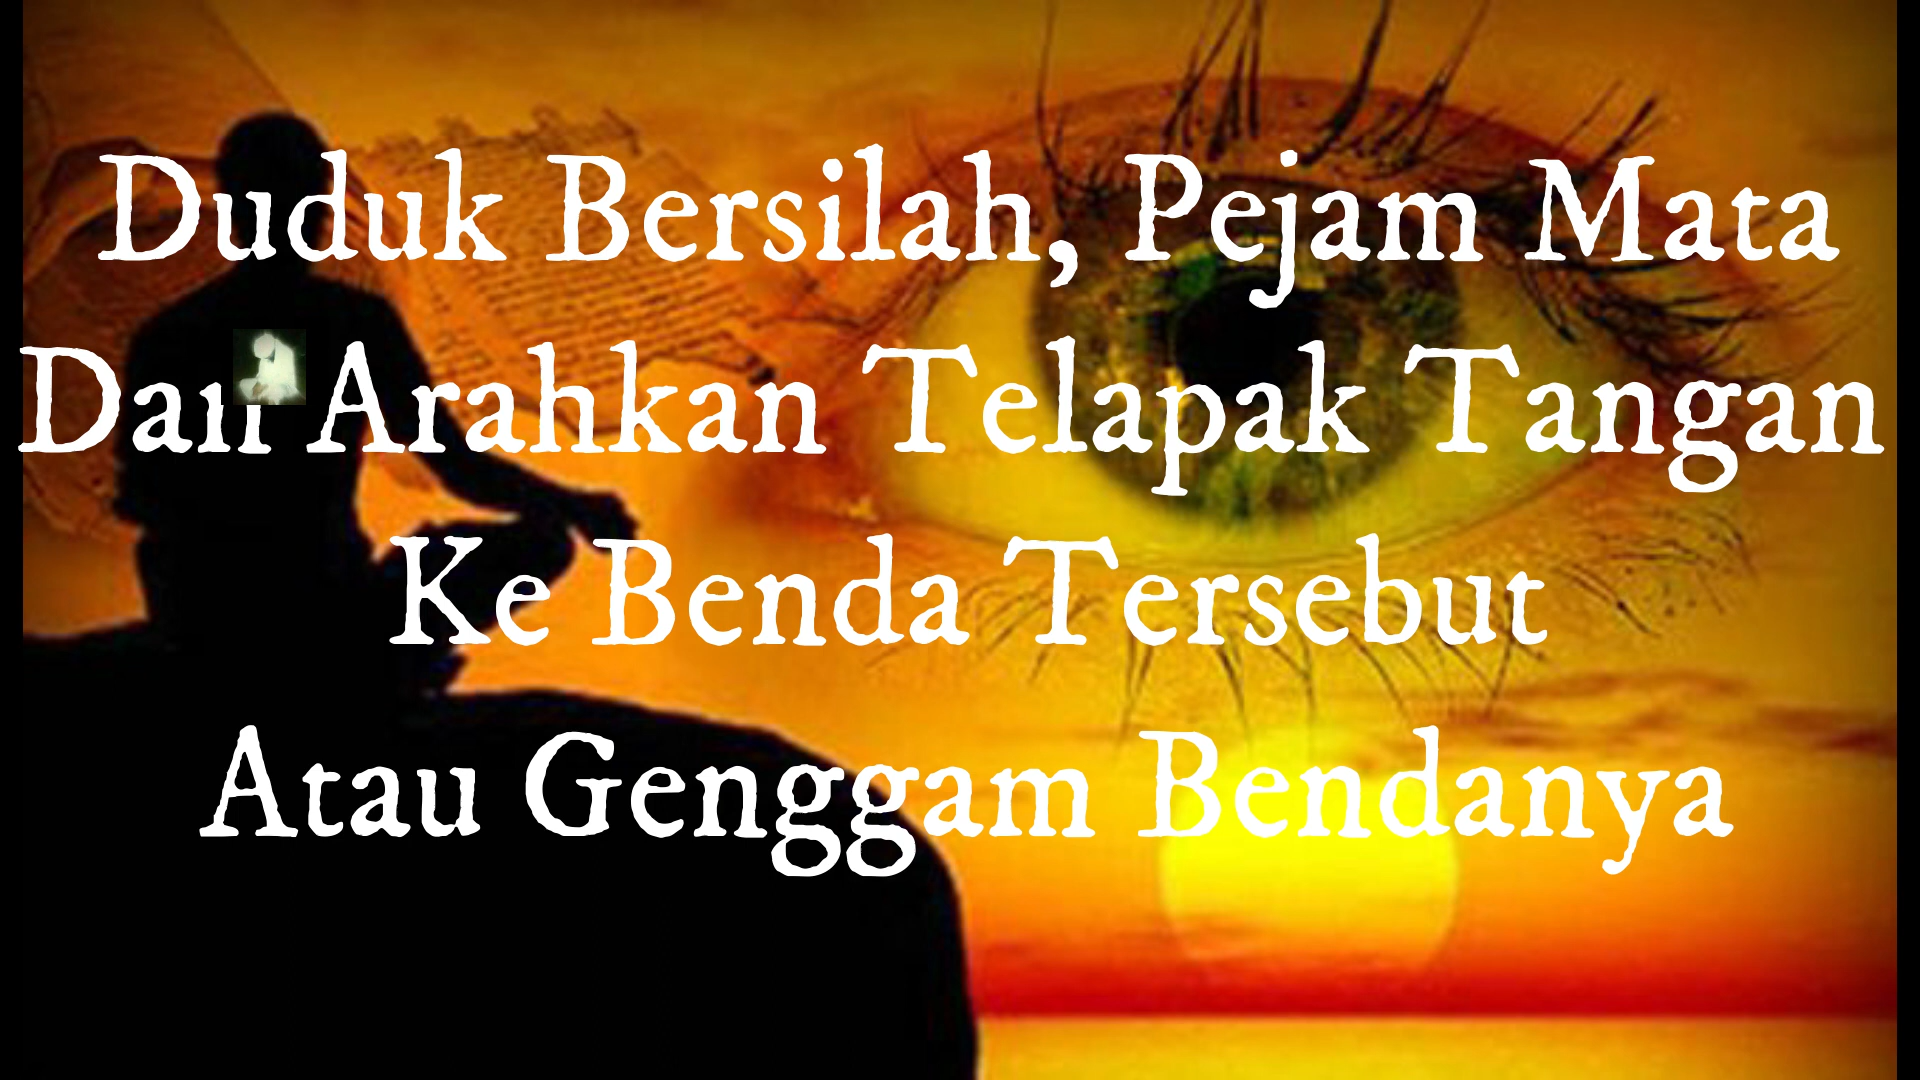 Duduk Bersilah, Pejam Mata
Dan Arahkan Telapak Tangan
Ke Benda Tersebut
Atau Genggam Bendanya